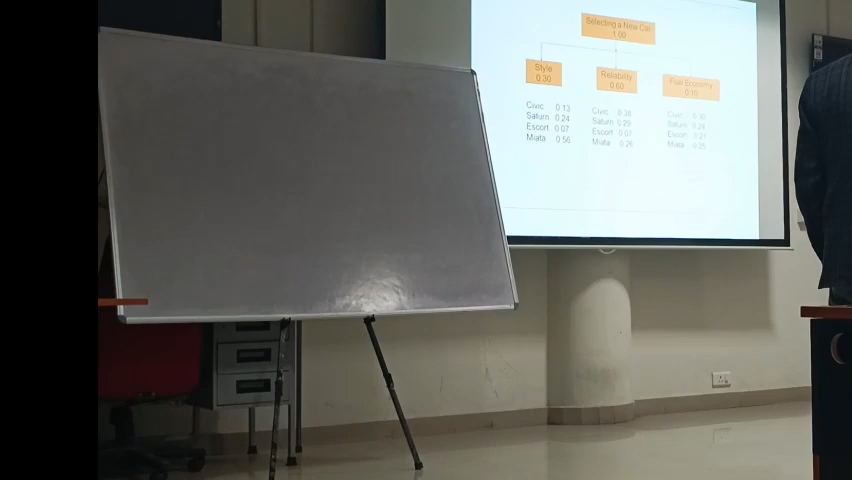 Selecting a New Car
1.00
Style
0.30
Reliability
0.60
Fuel Economy
0.10
Civic 0.13
Saturn 0.24
Escort 0.07
Miata 0.56
Civic 0.38
Saturn 0.29
Escort 0.07
Miata 0.26
Civic 0.30
Saturn 0.24
Escort 0.21
Miata 0.25